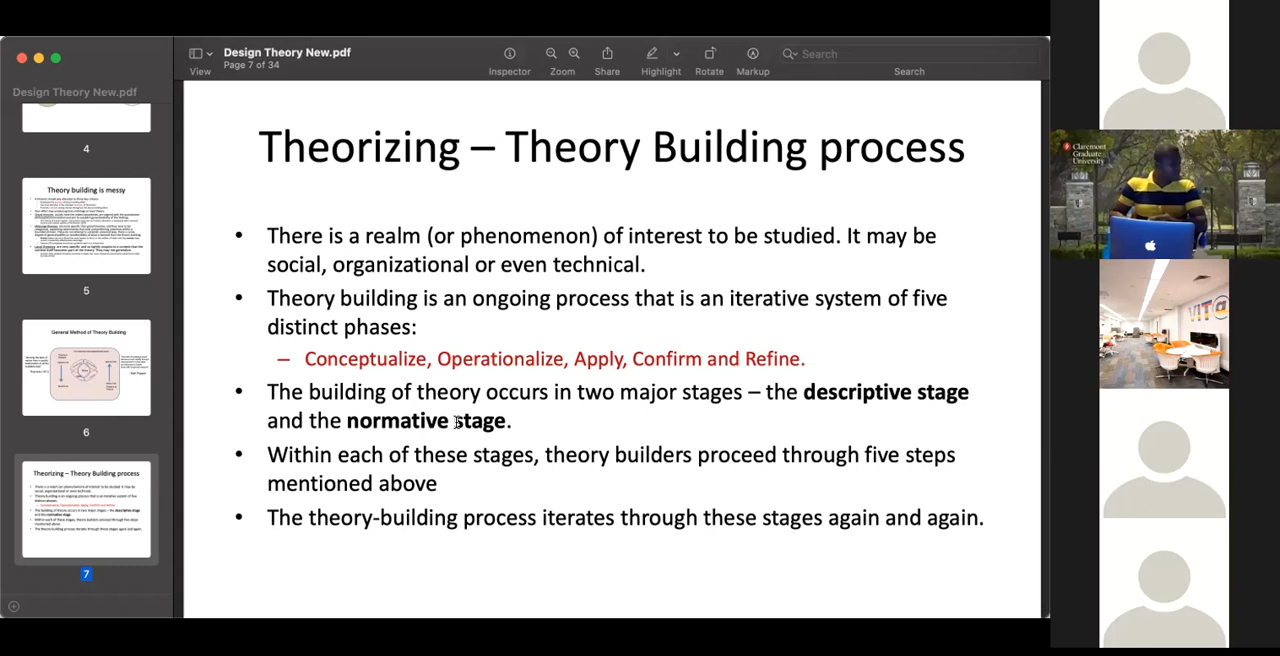 Design Theory New.pdf
Page 7 of 34
View
Inspector
Zoom
Share
Highlight
Rotate
Markup
Search
Search
Design Theory New.pdf
4
Theory building is messy
5
General Method of Theory Building
6
Theorizing – Theory Building process
7
Theorizing – Theory Building process
• There is a realm (or phenomenon) of interest to be studied. It may be
social, organizational or even technical.
• Theory building is an ongoing process that is an iterative system of five
distinct phases:
– Conceptualize, Operationalize, Apply, Confirm and Refine.
• The building of theory occurs in two major stages – the descriptive stage
and the normative stage.
• Within each of these stages, theory builders proceed through five steps
mentioned above
• The theory-building process iterates through these stages again and again.
Claremont
Graduate
University